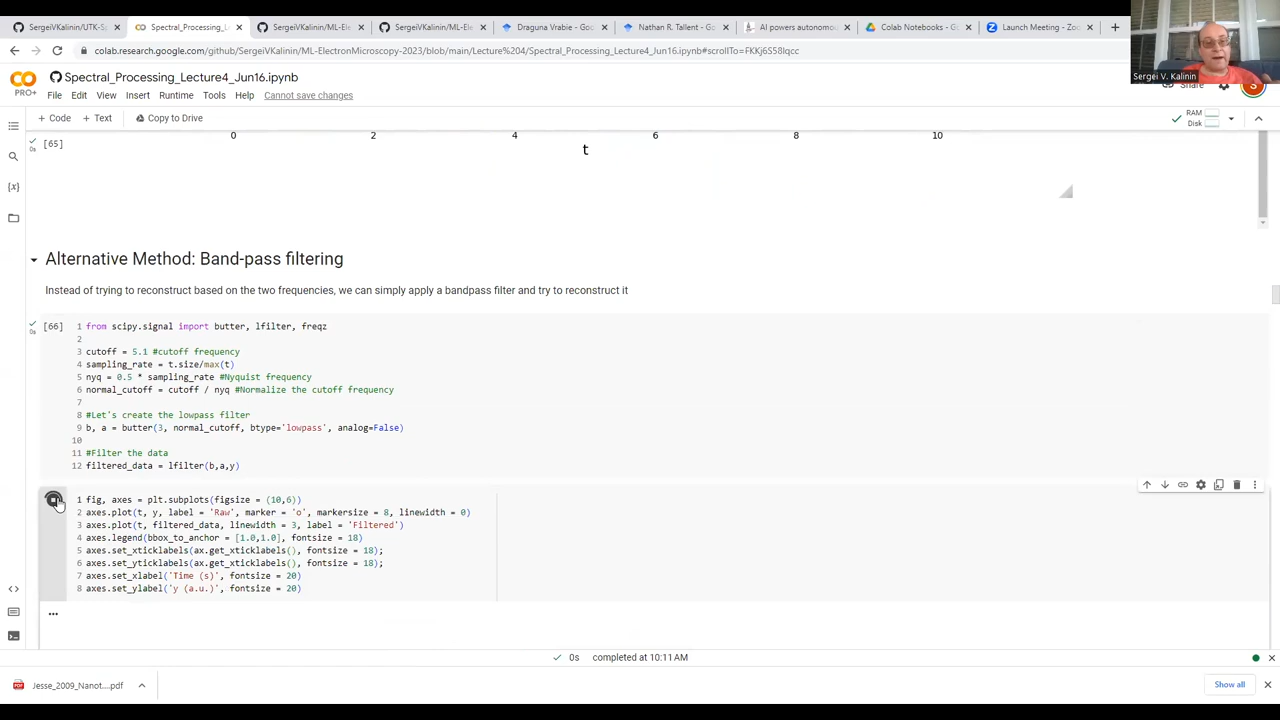 SergeiVKalinin/UTK-S
Spectral_Processing_Lectur
SergeiVKalinin/ML-Ele
SergeiVKalinin/ML-Ele
Draguna Vrabie - Goo
Nathan R. Tallent - Go
AI powers autonomo
Colab Notebooks - G
Launch Meeting - Zoo
colab.research.google.com/github/SergeiVKalinin/ML-ElectronMicroscopy-2023/blob/main/Lecture%204/Spectral_Processing_Lecture4_Jun16.ipynb#scrollTo=FKKj6S58Iqcc
Sergei V. Kalinin
PRO+
Spectral_Processing_Lecture4_Jun16.ipynb
File Edit View Insert Runtime Tools Help Cannot save changes
Share
S
+ Code + Text Copy to Drive
RAM
Disk
0 2 4 6 8 10
[65]
0s
t
Alternative Method: Band-pass filtering
Instead of trying to reconstruct based on the two frequencies, we can simply apply a bandpass filter and try to reconstruct it
[66]
0s
1 from scipy.signal import butter, lfilter, freqz
2
3 cutoff = 5.1 #cutoff frequency
4 sampling_rate = t.size/max(t)
5 nyq = 0.5 * sampling_rate #Nyquist frequency
6 normal_cutoff = cutoff / nyq #Normalize the cutoff frequency
7
8 #Let's create the lowpass filter
9 b, a = butter(3, normal_cutoff, btype='lowpass', analog=False)
10
11 #Filter the data
12 filtered_data = lfilter(b,a,y)
1 fig, axes = plt.subplots(figsize = (10,6))
2 axes.plot(t, y, label = 'Raw', marker = 'o', markersize = 8, linewidth = 0)
3 axes.plot(t, filtered_data, linewidth = 3, label = 'Filtered')
4 axes.legend(bbox_to_anchor = [1.0,1.0], fontsize = 18)
5 axes.set_xticklabels(ax.get_xticklabels(), fontsize = 18);
6 axes.set_yticklabels(ax.get_xticklabels(), fontsize = 18);
7 axes.set_xlabel('Time (s)', fontsize = 20)
8 axes.set_ylabel('y (a.u.)', fontsize = 20)
...
0s completed at 10:11 AM
Jesse_2009_Nanot....pdf
Show all